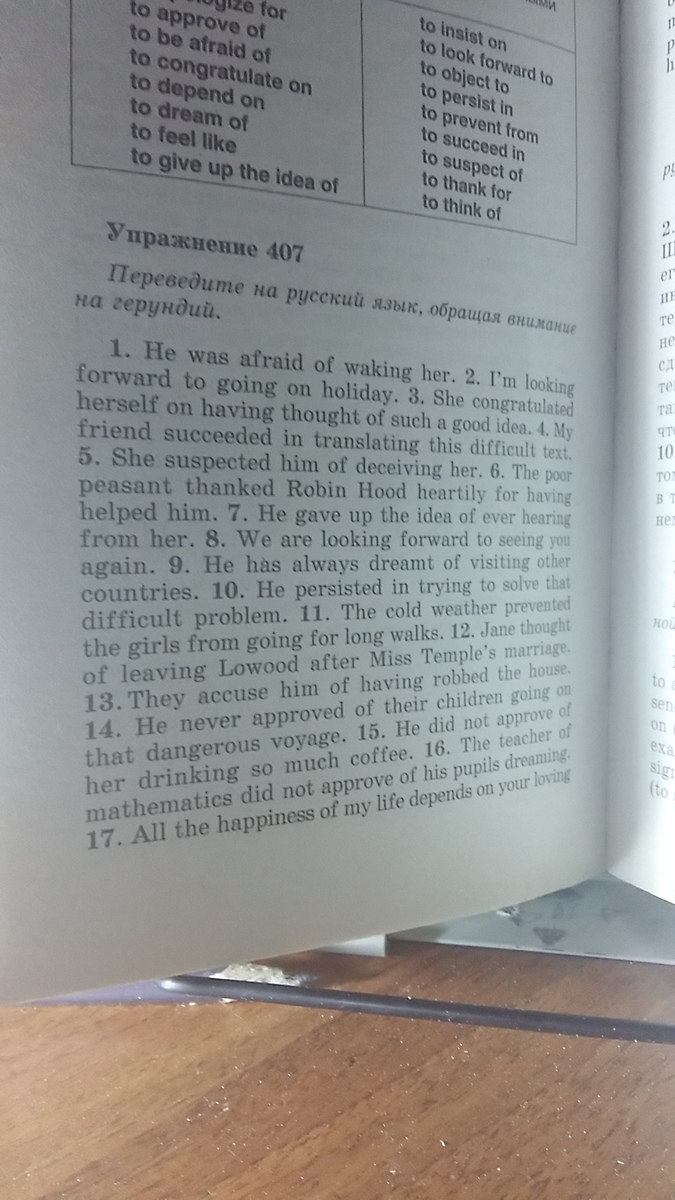 to approve of
to be afraid of
to congratulate on
to depend on
to dream of
to feel like
to give up the idea of
to insist on
to look forward to
to object to
to persist in
to prevent from
to succeed in
to suspect of
to thank for
to think of
Упражнение 407
Переведите на русский язык, обращая внимание
на герундий.
1. He was afraid of waking her. 2. I'm looking
forward to going on holiday. 3. She congratulated
herself on having thought of such a good idea. 4. My
friend succeeded in translating this difficult text.
5. She suspected him of deceiving her. 6. The poor
peasant thanked Robin Hood heartily for having
helped him. 7. He gave up the idea of ever hearing
from her. 8. We are looking forward to seeing you
again. 9. He has always dreamt of visiting other
countries. 10. He persisted in trying to solve that
difficult problem. 11. The cold weather prevented
the girls from going for long walks. 12. Jane thought
of leaving Lowood after Miss Temple's marriage.
13. They accuse him of having robbed the house.
14. He never approved of their children going on
that dangerous voyage. 15. He did not approve of
her drinking so much coffee. 16. The teacher of
mathematics did not approve of his pupils dreaming.
17. All the happiness of my life depends on your loving